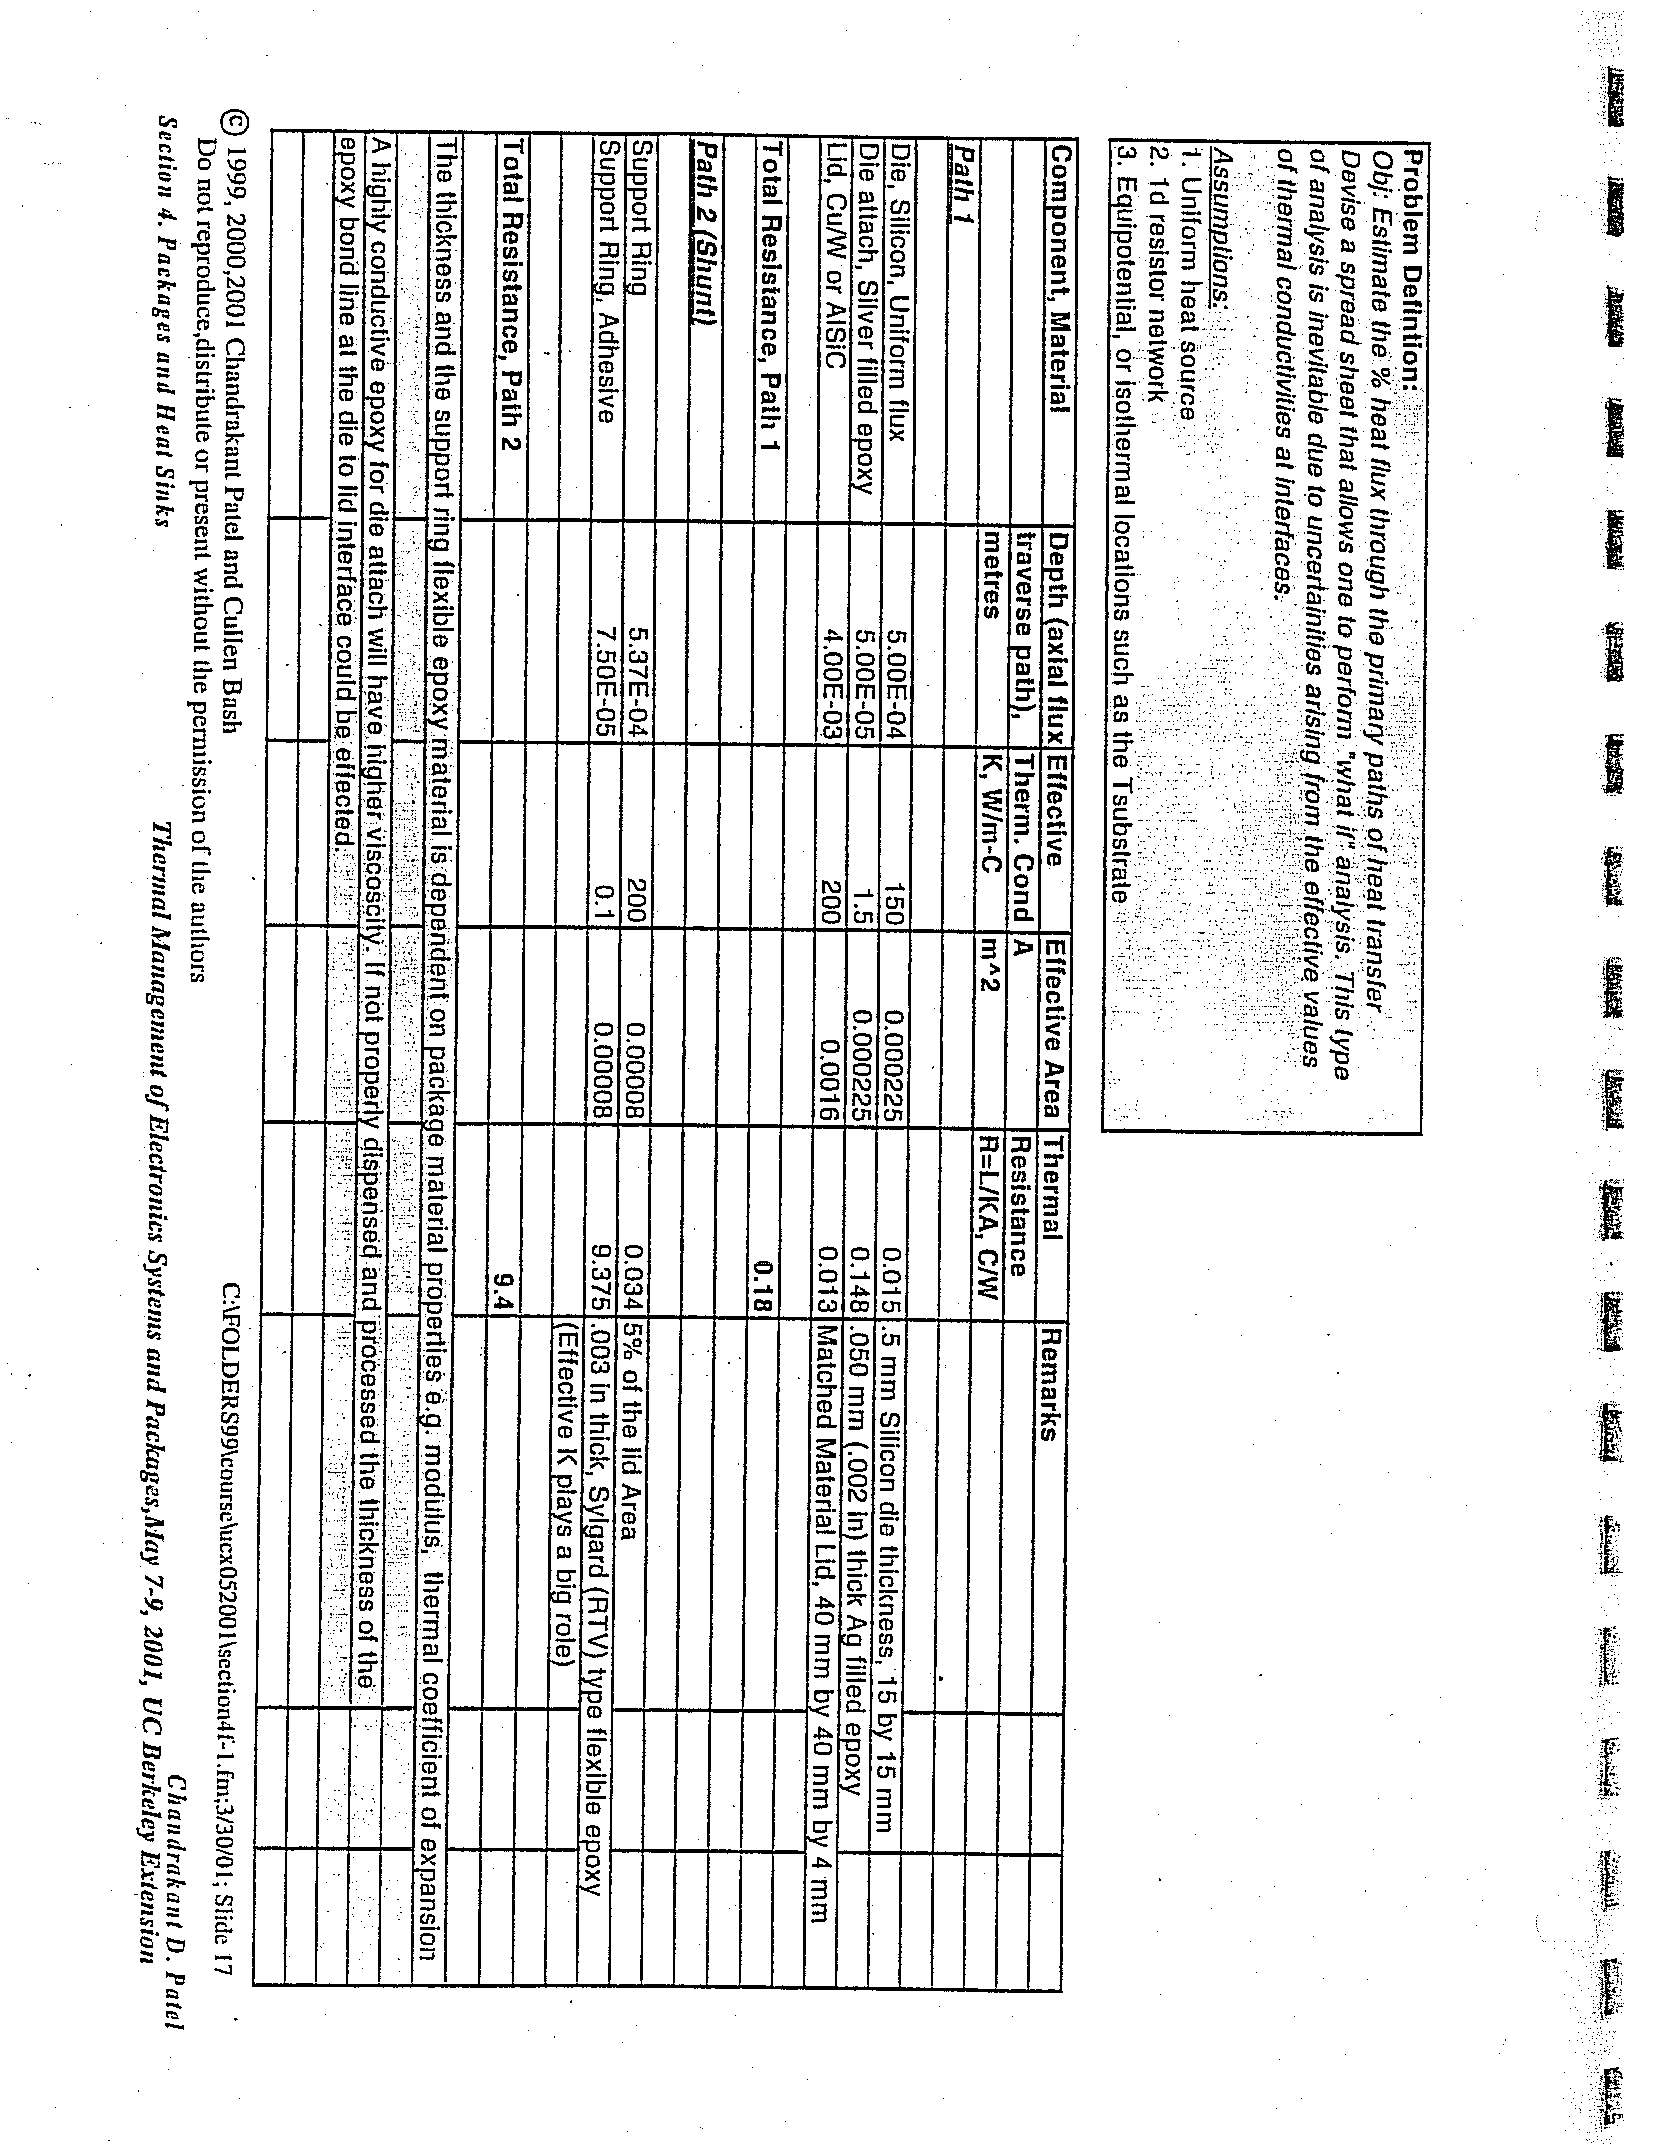 Problem Defintion:
Obj: Estimate the % heat flux through the primary paths of heat transfer
Devise a spread sheet that allows one to perform "what if" analysis. This type
of analysis is inevitable due to uncertainities arising from the effective values
of thermal conductivities at interfaces.
Assumptions:
1. Uniform heat source
2. 1d resistor network
3. Equipotential, or isothermal locations such as the Tsubstrate
Component, Material Depth (axial flux Effective Effective Area Thermal Remarks
traverse path), Therm. Cond A Resistance
metres K, W/m-C m^2 R=L/KA, C/W
Path 1
Die, Silicon, Uniform flux 5.00E-04 150 0.000225 0.015 .5 mm Silicon die thickness, 15 by 15 mm
Die attach, Silver filled epoxy 5.00E-05 1.5 0.000225 0.148 .050 mm (.002 in) thick Ag filled epoxy
Lid, Cu/W or AlSiC 4.00E-03 200 0.0016 0.013 Matched Material Lid, 40 mm by 40 mm by 4 mm
Total Resistance, Path 1 0.18
Path 2 (Shunt)
Support Ring 5.37E-04 200 0.00008 0.034 5% of the lid Area
Support Ring, Adhesive 7.50E-05 0.1 0.00008 9.375 .003 in thick, Sylgard (RTV) type flexible epoxy
(Effective K plays a big role)
Total Resistance, Path 2 9.4
The thickness and the support ring flexible epoxy material is dependent on package material properties e.g. modulus, thermal coefficient of expansion
A highly conductive epoxy for die attach will have higher viscoscity. If not properly dispensed and processed the thickness of the
epoxy bond line at the die to lid interface could be effected.
© 1999, 2000,2001 Chandrakant Patel and Cullen Bash C:\FOLDERS99\course\ucx052001\section4f-1.fm;3/30/01; Slide 17
Do not reproduce,distribute or present without the permission of the authors
Chandrakant D. Patel
Section 4. Packages and Heat Sinks Thermal Management of Electronics Systems and Packages,May 7-9, 2001, UC Berkeley Extension